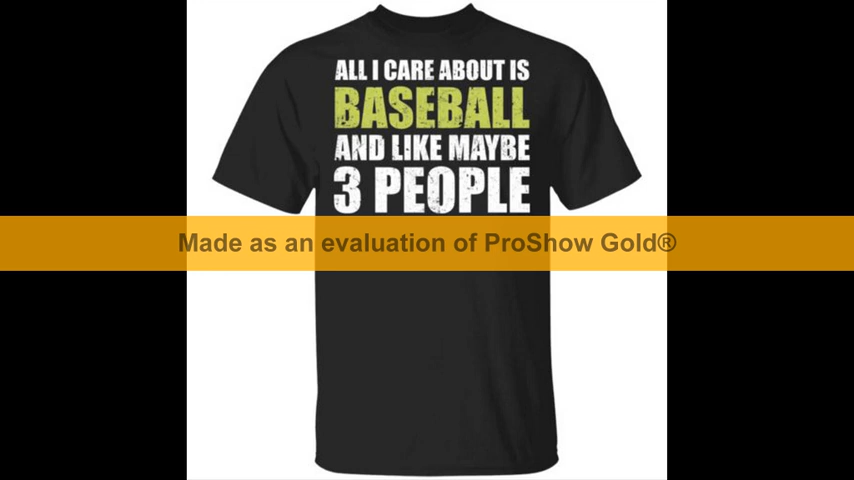 ALL I CARE ABOUT IS
BASEBALL
AND LIKE MAYBE
3 PEOPLE
Made as an evaluation of ProShow Gold®